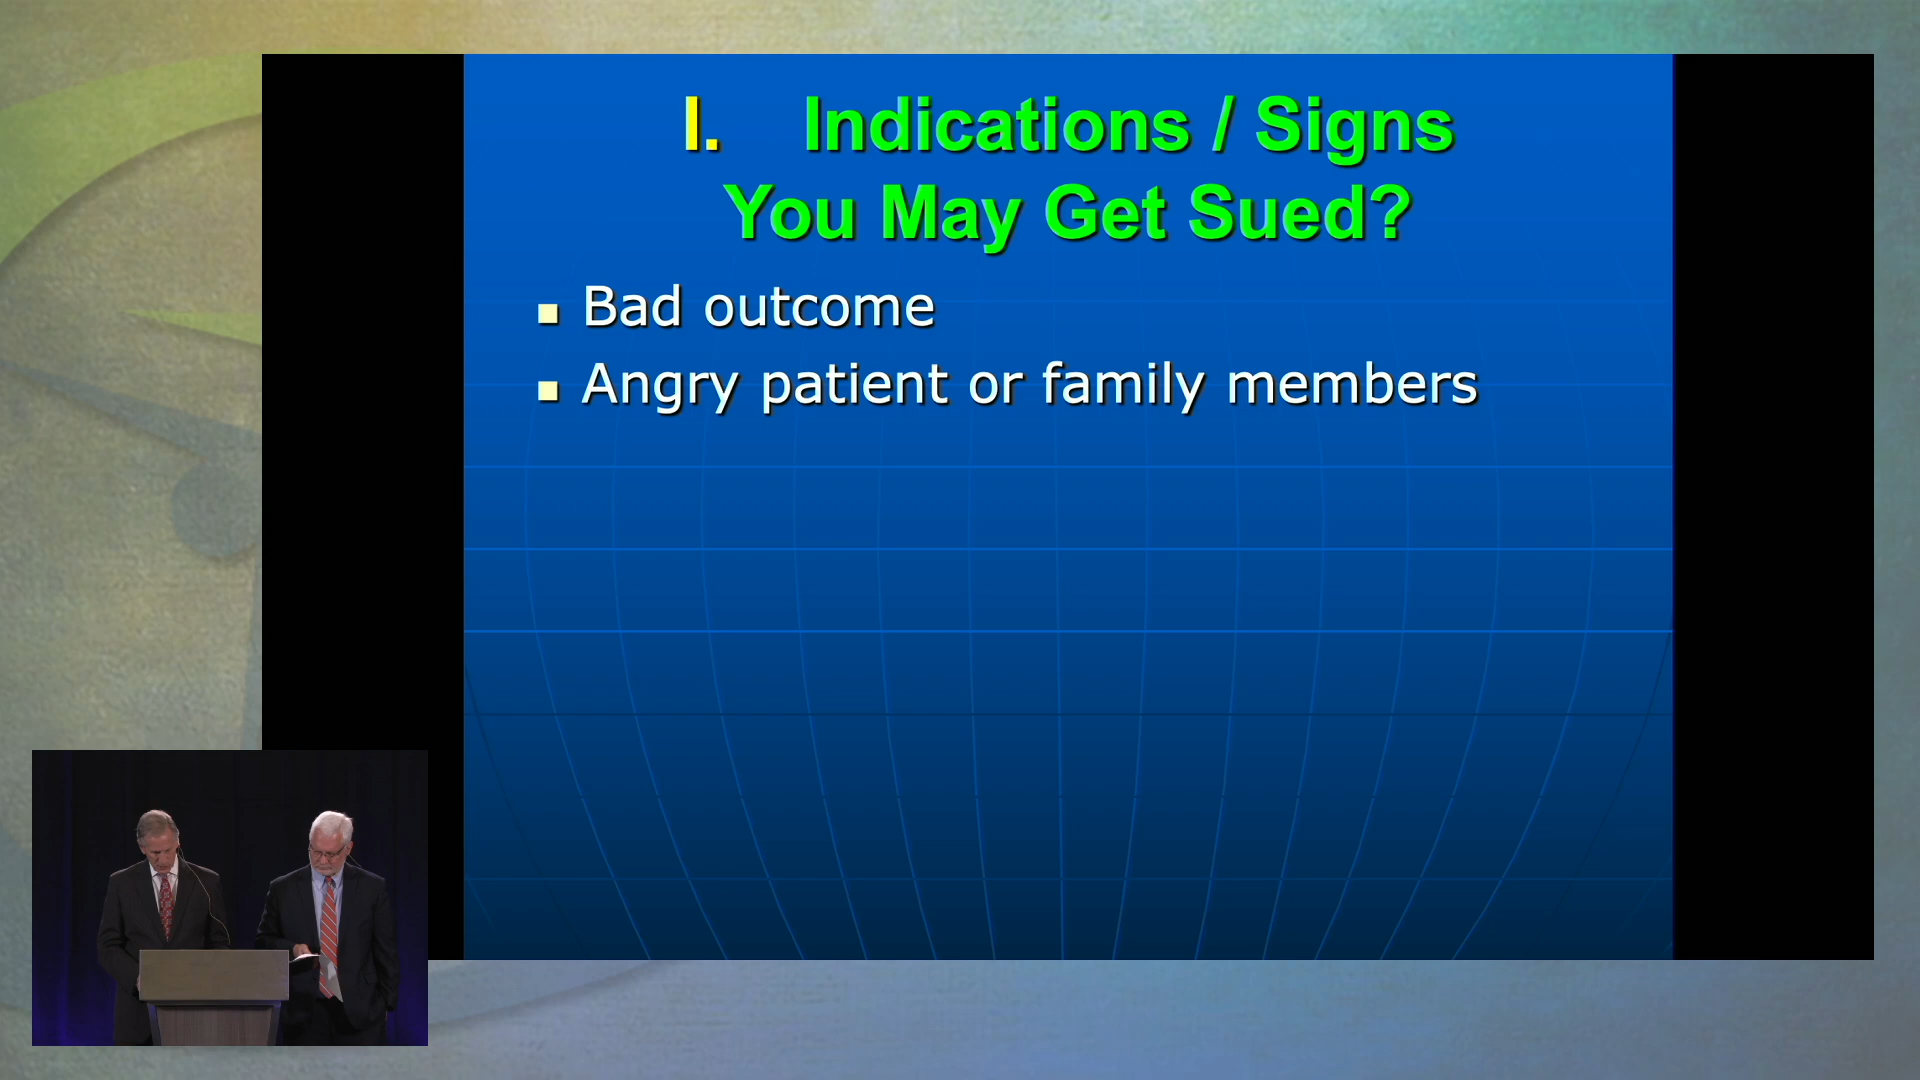 I. Indications / Signs
You May Get Sued?
Bad outcome
Angry patient or family members